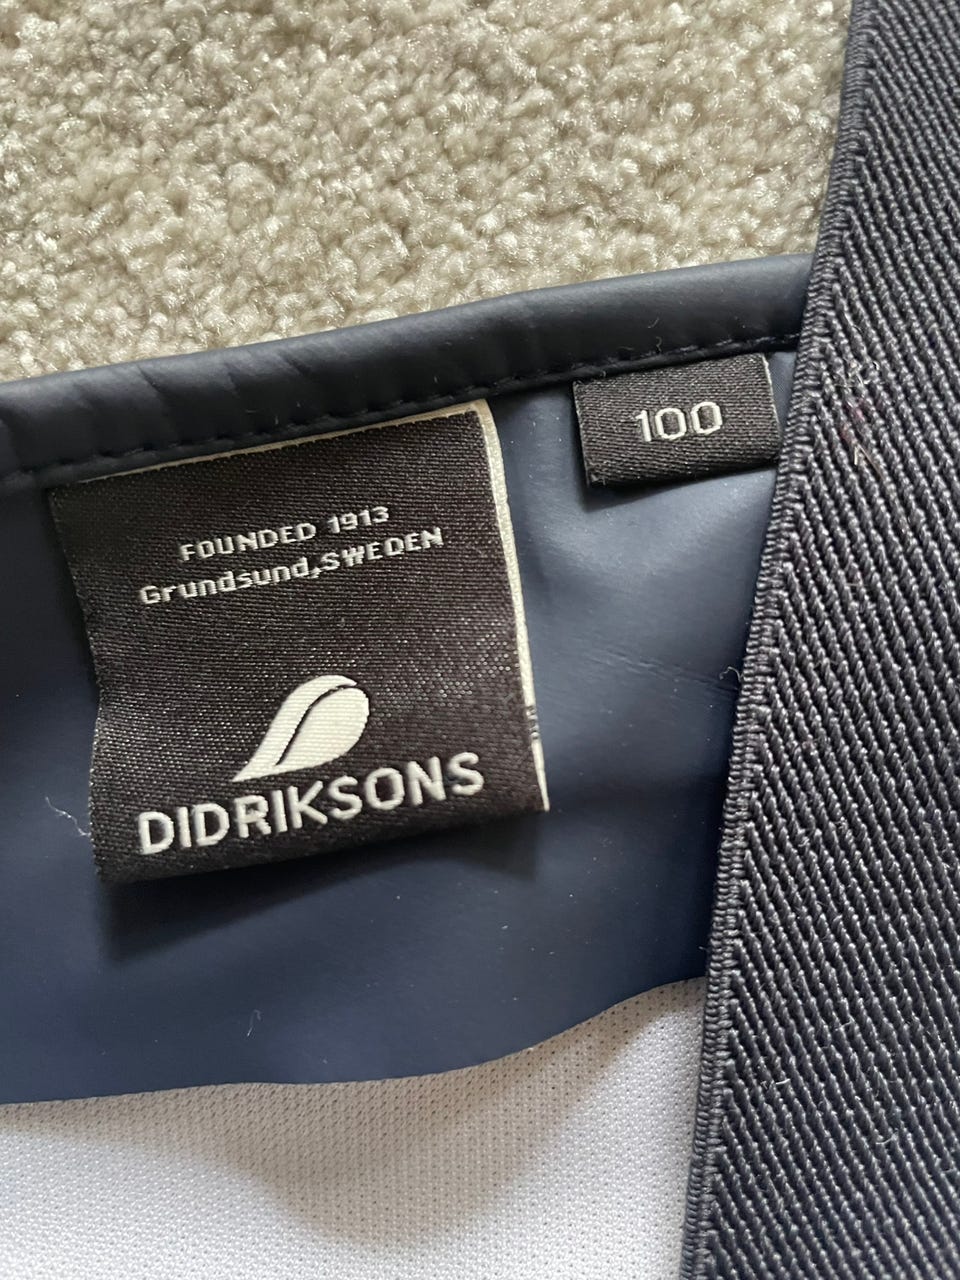 100
FOUNDED 1913
Grundsund,SWEDEN
DIDRIKSONS